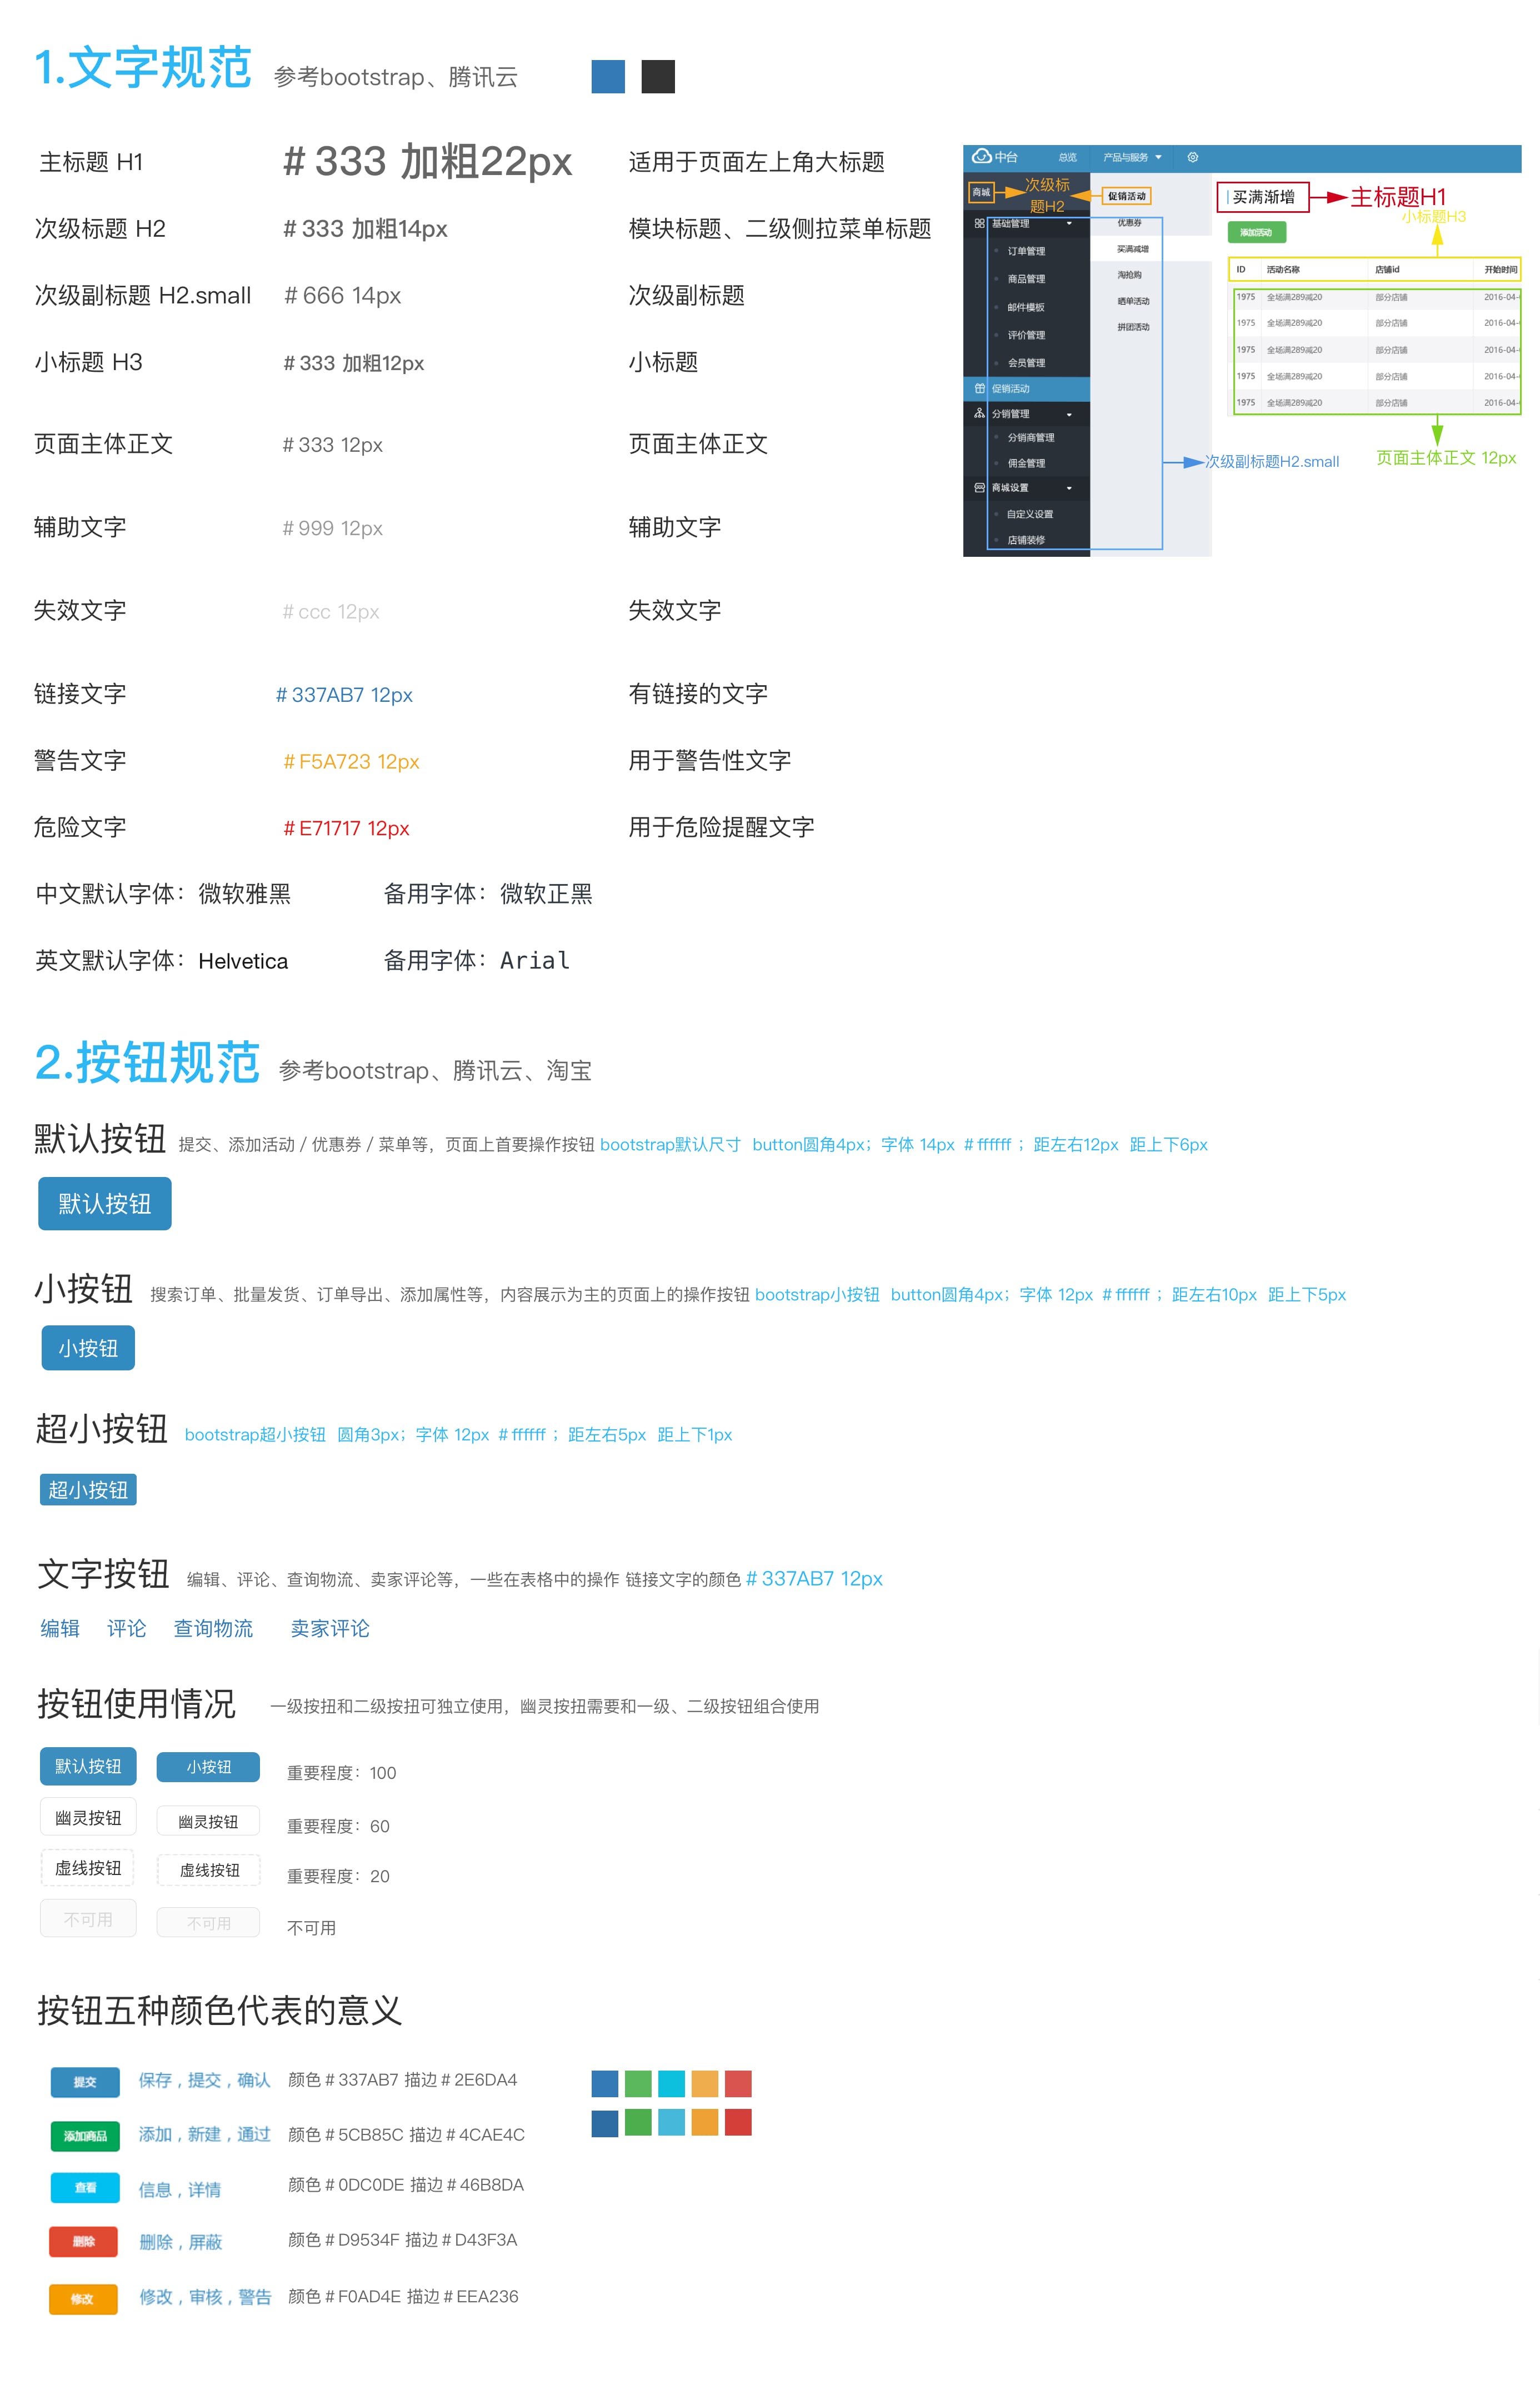 1.文字规范 参考bootstrap、腾讯云
主标题 H1 #333 加粗22px 适用于页面左上角大标题
次级标题 H2 #333 加粗14px 模块标题、二级侧拉菜单标题
次级副标题 H2.small #666 14px 次级副标题
小标题 H3 #333 加粗12px 小标题
页面主体正文 #333 12px 页面主体正文
辅助文字 #999 12px 辅助文字
失效文字 #ccc 12px 失效文字
链接文字 #337AB7 12px 有链接的文字
警告文字 #F5A723 12px 用于警告性文字
危险文字 #E71717 12px 用于危险提醒文字
中文默认字体：微软雅黑 备用字体：微软正黑
英文默认字体：Helvetica 备用字体：Arial
中台 总览 产品与服务
商城 次级标题H2 促销活动 买满渐增 主标题H1
小标题H3
基础管理 优惠券 添加活动
订单管理 买满减增
商品管理 淘抢购 ID 活动名称 店铺id 开始时间
邮件模板 晒单活动 1975 全场满289减20 部分店铺 2016-04-
评价管理 拼团活动 1975 全场满289减20 部分店铺 2016-04-
会员管理 1975 全场满289减20 部分店铺 2016-04-
促销活动 1975 全场满289减20 部分店铺 2016-04-
分销管理 1975 全场满289减20 部分店铺 2016-04-
分销商管理
佣金管理 次级副标题H2.small 页面主体正文 12px
商城设置
自定义设置
店铺装修
2.按钮规范 参考bootstrap、腾讯云、淘宝
默认按钮 提交、添加活动 / 优惠券 / 菜单等，页面上首要操作按钮 bootstrap默认尺寸 button圆角4px；字体 14px #ffffff ；距左右12px 距上下6px
默认按钮
小按钮 搜索订单、批量发货、订单导出、添加属性等，内容展示为主的页面上的操作按钮 bootstrap小按钮 button圆角4px；字体 12px #ffffff ；距左右10px 距上下5px
小按钮
超小按钮 bootstrap超小按钮 圆角3px；字体 12px #ffffff ；距左右5px 距上下1px
超小按钮
文字按钮 编辑、评论、查询物流、卖家评论等，一些在表格中的操作 链接文字的颜色 #337AB7 12px
编辑 评论 查询物流 卖家评论
按钮使用情况 一级按扭和二级按扭可独立使用，幽灵按扭需要和一级、二级按钮组合使用
默认按钮 小按钮 重要程度：100
幽灵按钮 幽灵按钮 重要程度：60
虚线按钮 虚线按钮 重要程度：20
不可用 不可用 不可用
按钮五种颜色代表的意义
提交 保存，提交，确认 颜色#337AB7 描边#2E6DA4
添加商品 添加，新建，通过 颜色#5CB85C 描边#4CAE4C
查看 信息，详情 颜色#0DC0DE 描边#46B8DA
删除 删除，屏蔽 颜色#D9534F 描边#D43F3A
修改 修改，审核，警告 颜色#F0AD4E 描边#EEA236